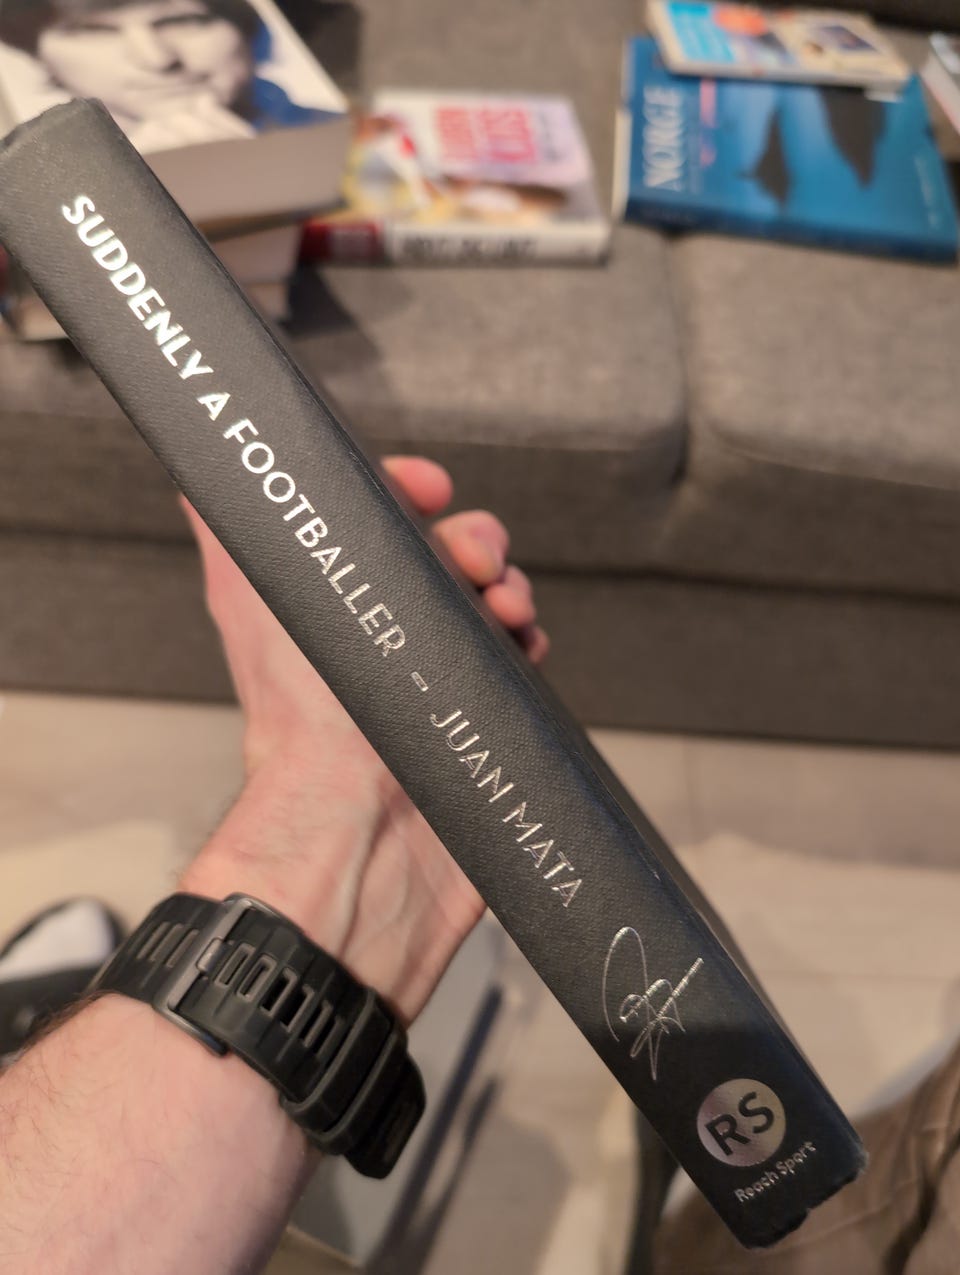 SUDDENLY A FOOTBALLER - JUAN MATA
RS
Reach Sport
NORGE